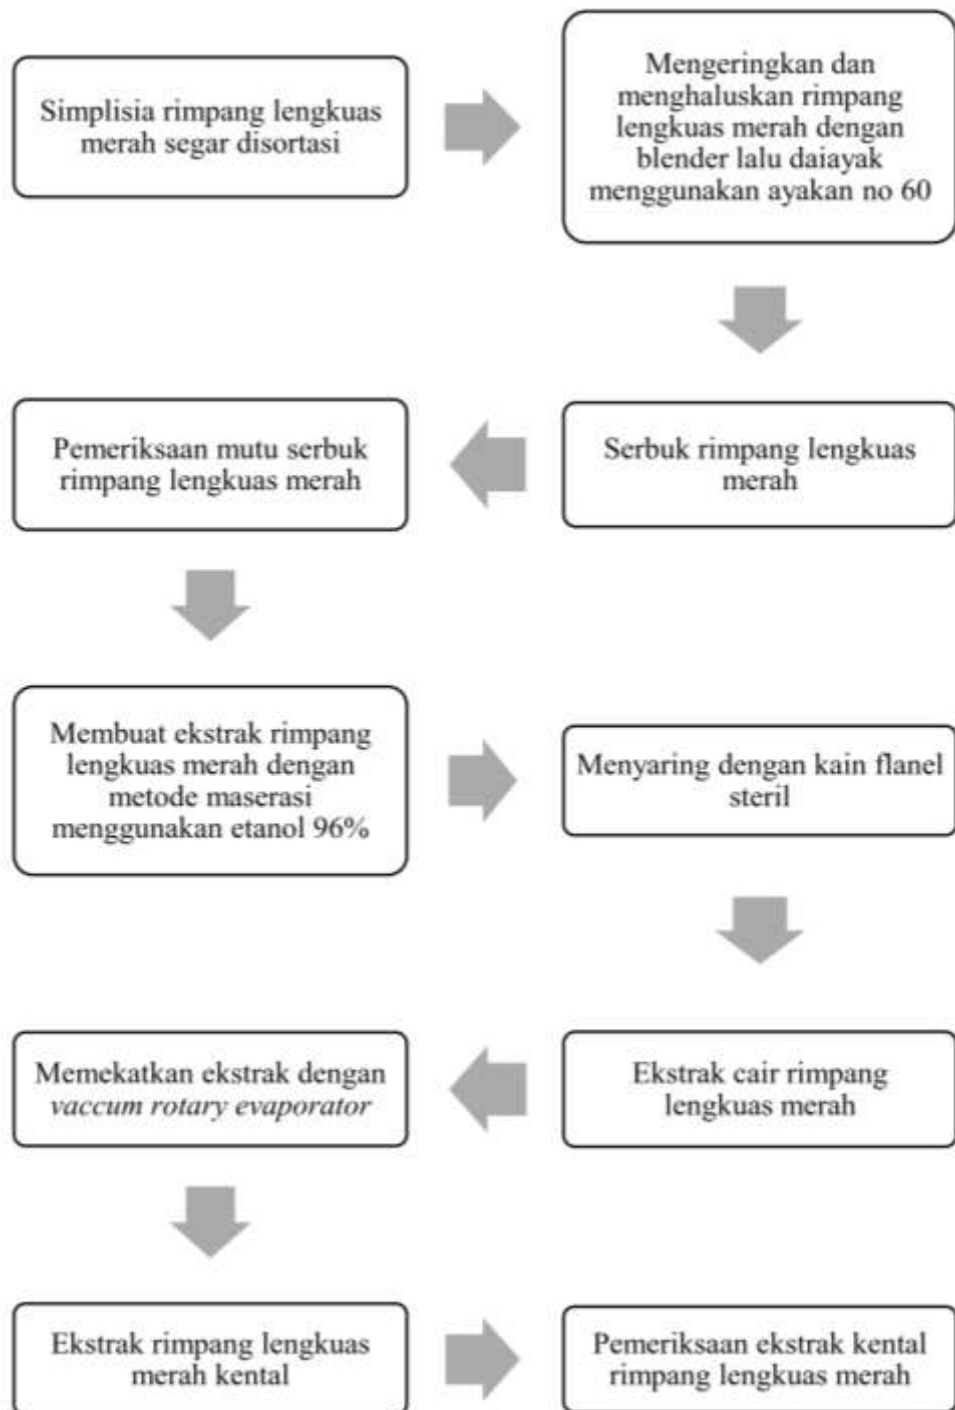 Simplisia rimpang lengkuas
merah segar disortasi
Mengeringkan dan
menghaluskan rimpang
lengkuas merah dengan
blender lalu daiayak
menggunakan ayakan no 60
Serbuk rimpang lengkuas
merah
Pemeriksaan mutu serbuk
rimpang lengkuas merah
Membuat ekstrak rimpang
lengkuas merah dengan
metode maserasi
menggunakan etanol 96%
Menyaring dengan kain flanel
steril
Ekstrak cair rimpang
lengkuas merah
Memekatkan ekstrak dengan
vaccum rotary evaporator
Ekstrak rimpang lengkuas
merah kental
Pemeriksaan ekstrak kental
rimpang lengkuas merah